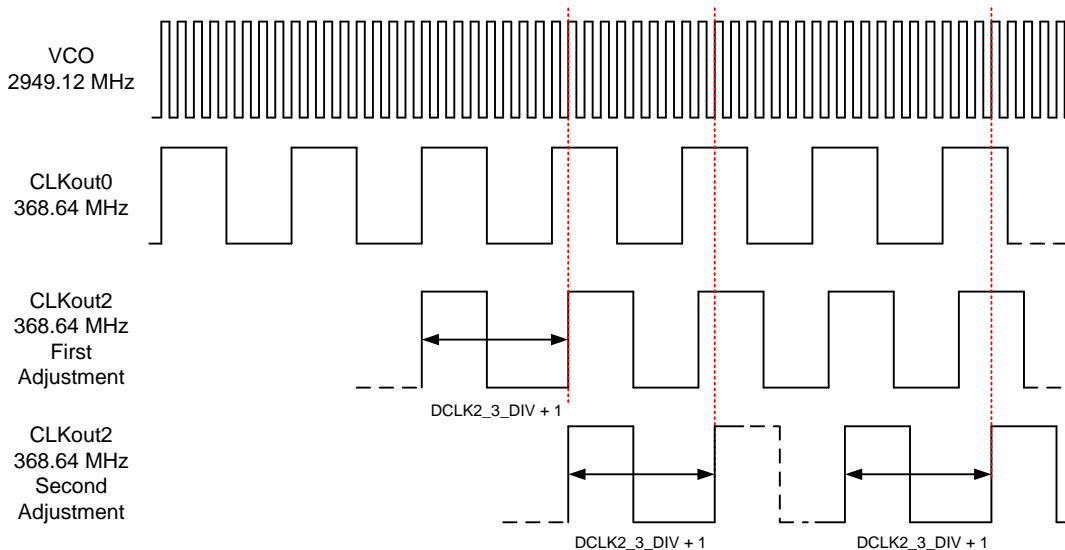 VCO
2949.12 MHz
CLKout0
368.64 MHz
CLKout2
368.64 MHz
First
Adjustment
DCLK2_3_DIV + 1
CLKout2
368.64 MHz
Second
Adjustment
DCLK2_3_DIV + 1
DCLK2_3_DIV + 1